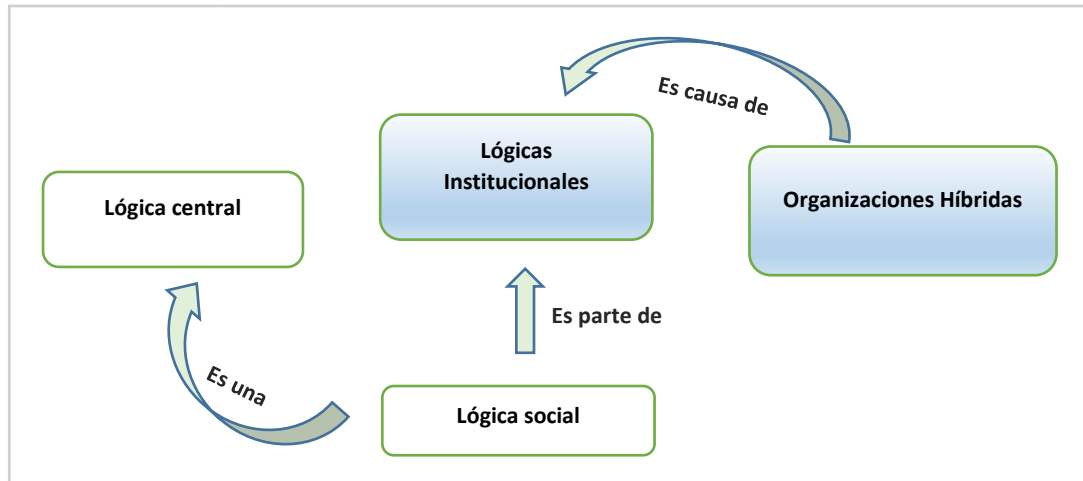 Es causa de
Lógicas
Institucionales
Organizaciones Híbridas
Lógica central
Es parte de
Es una
Lógica social